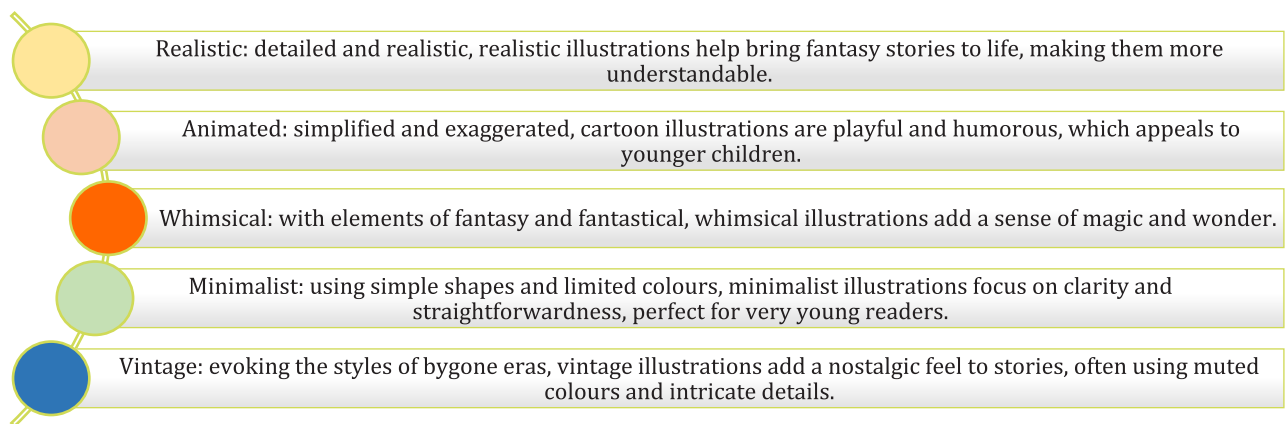 Realistic: detailed and realistic, realistic illustrations help bring fantasy stories to life, making them more
understandable.
Animated: simplified and exaggerated, cartoon illustrations are playful and humorous, which appeals to
younger children.
Whimsical: with elements of fantasy and fantastical, whimsical illustrations add a sense of magic and wonder.
Minimalist: using simple shapes and limited colours, minimalist illustrations focus on clarity and
straightforwardness, perfect for very young readers.
Vintage: evoking the styles of bygone eras, vintage illustrations add a nostalgic feel to stories, often using muted
colours and intricate details.